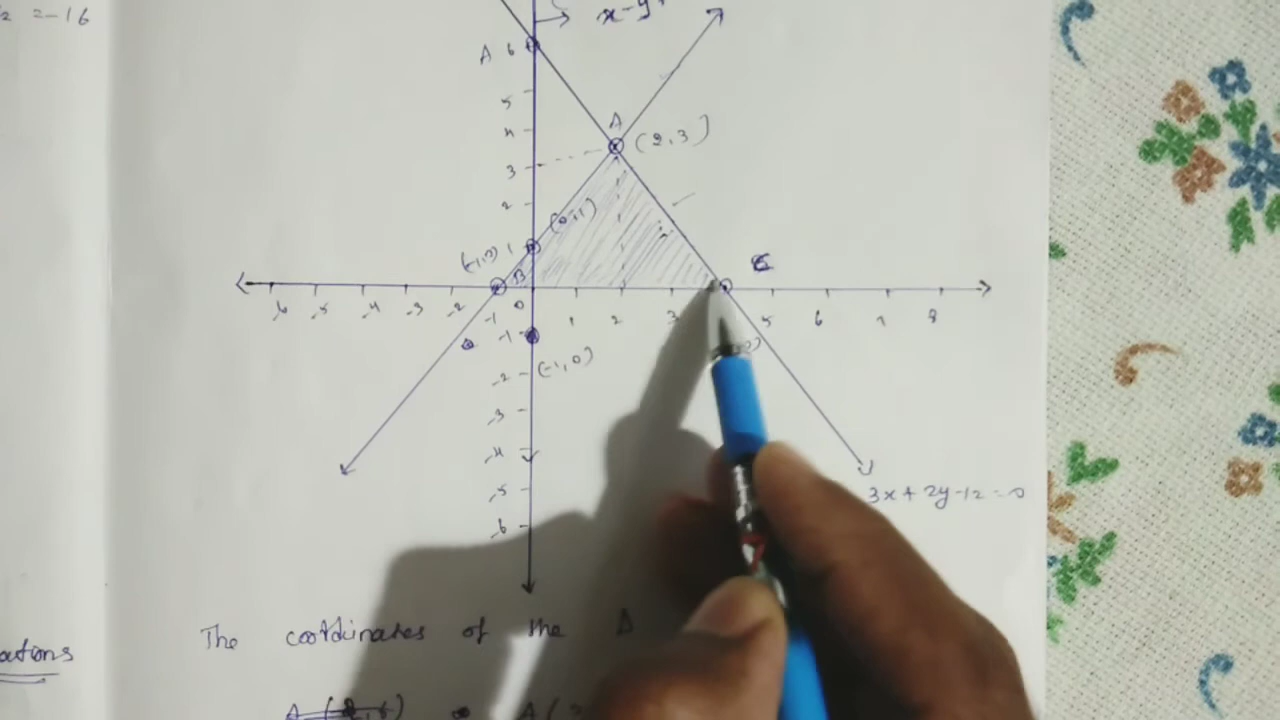 2 = -16
x-y+
A 6
5
A
4 (2,3)
3
2
(0,1)
(-1,0) 1
B C
-6 -5 -4 -3 -2 -1 0 1 2 3 5 6 7 8
-1
(-1,0)
-2
-3
-4
-5
3x + 2y - 12 = 0
-6
The coordinates of the Δ
ations
A (